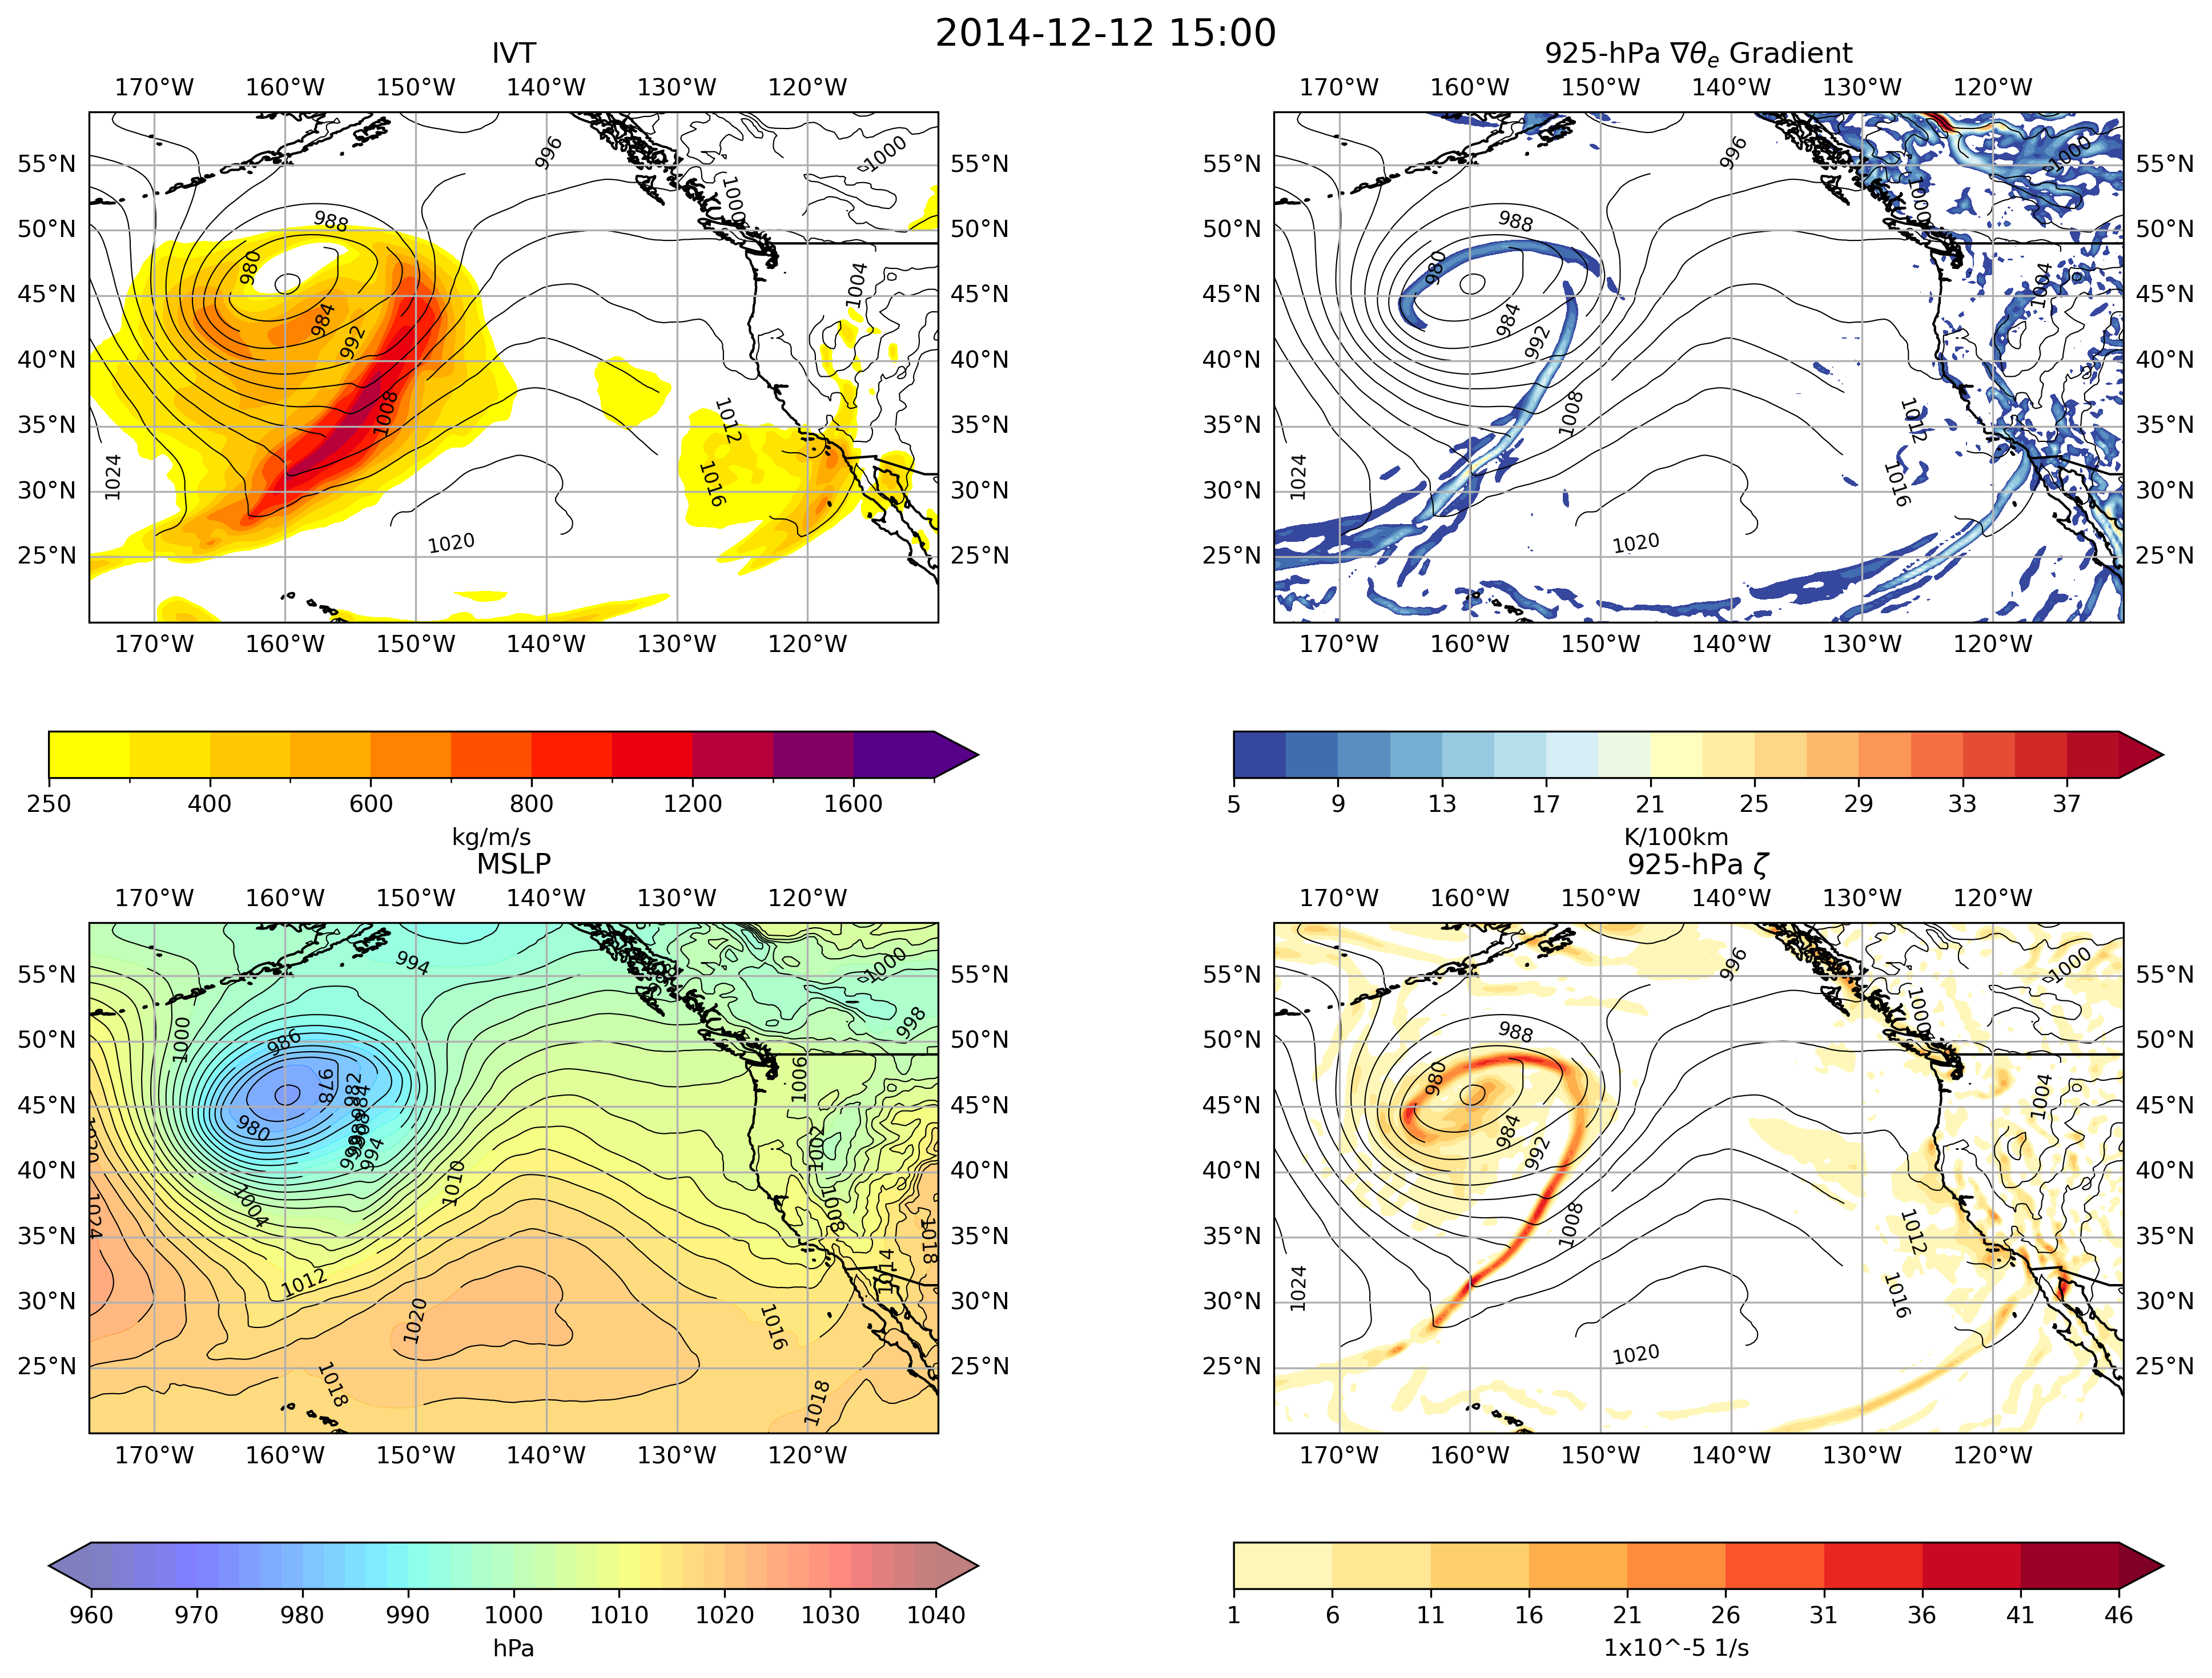 2014-12-12 15:00
IVT
170°W 160°W 150°W 140°W 130°W 120°W
55°N
50°N
45°N
40°N
35°N
30°N
25°N
996
1000
1000
988
980
984
992
1004
1008
1012
1016
1024
1020
55°N
50°N
45°N
40°N
35°N
30°N
25°N
170°W 160°W 150°W 140°W 130°W 120°W
250 400 600 800 1200 1600
kg/m/s
925-hPa ∇θe Gradient
170°W 160°W 150°W 140°W 130°W 120°W
55°N
50°N
45°N
40°N
35°N
30°N
25°N
996
1000
1000
988
980
984
992
1004
1008
1012
1016
1024
1020
55°N
50°N
45°N
40°N
35°N
30°N
25°N
170°W 160°W 150°W 140°W 130°W 120°W
5 9 13 17 21 25 29 33 37
K/100km
MSLP
170°W 160°W 150°W 140°W 130°W 120°W
55°N
50°N
45°N
40°N
35°N
30°N
25°N
994
1000
998
1000
986
978
982
984
980
994
1006
1002
1010
1004
1008
1024
1018
1014
1012
1020
1016
1018
1018
55°N
50°N
45°N
40°N
35°N
30°N
25°N
170°W 160°W 150°W 140°W 130°W 120°W
960 970 980 990 1000 1010 1020 1030 1040
hPa
925-hPa ζ
170°W 160°W 150°W 140°W 130°W 120°W
55°N
50°N
45°N
40°N
35°N
30°N
25°N
996
1000
1000
988
980
984
992
1004
1008
1012
1016
1024
1020
55°N
50°N
45°N
40°N
35°N
30°N
25°N
170°W 160°W 150°W 140°W 130°W 120°W
1 6 11 16 21 26 31 36 41 46
1x10^-5 1/s